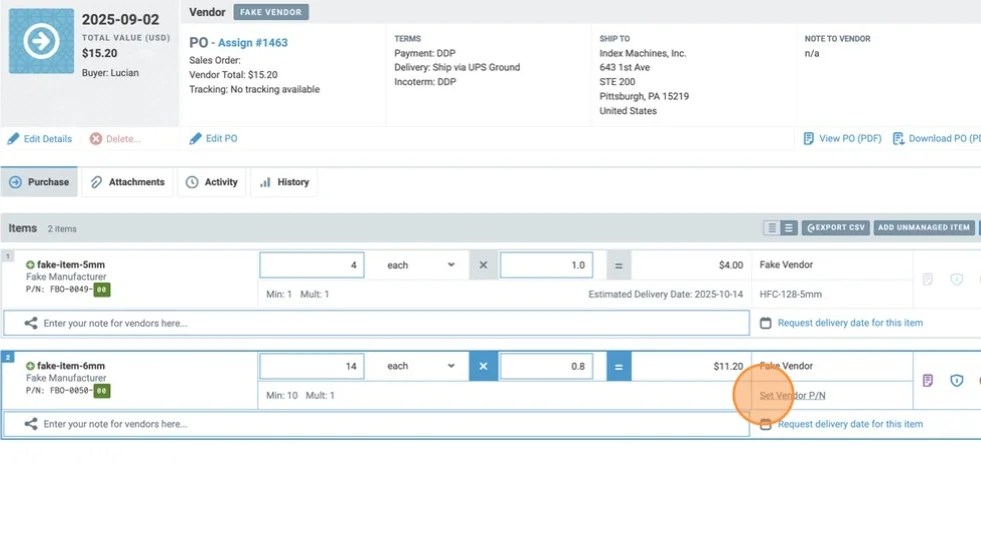 2025-09-02
TOTAL VALUE (USD)
$15.20
Buyer: Lucian
Edit Details
Delete...
Vendor FAKE VENDOR
PO - Assign #1463
Sales Order:
Vendor Total: $15.20
Tracking: No tracking available
Edit PO
TERMS
Payment: DDP
Delivery: Ship via UPS Ground
Incoterm: DDP
SHIP TO
Index Machines, Inc.
643 1st Ave
STE 200
Pittsburgh, PA 15219
United States
NOTE TO VENDOR
n/a
View PO (PDF)
Download PO (PD
Purchase
Attachments
Activity
History
Items 2 items
EXPORT CSV
ADD UNMANAGED ITEM
1
fake-item-5mm
Fake Manufacturer
P/N: FBO-0049-00
4 each × 1.0 = $4.00 Fake Vendor
Min: 1 Mult: 1 Estimated Delivery Date: 2025-10-14 HFC-128-5mm
Enter your note for vendors here...
Request delivery date for this item
2
fake-item-6mm
Fake Manufacturer
P/N: FBO-0050-00
14 each × 0.8 = $11.20 Fake Vendor
Min: 10 Mult: 1 Set Vendor P/N
Enter your note for vendors here...
Request delivery date for this item